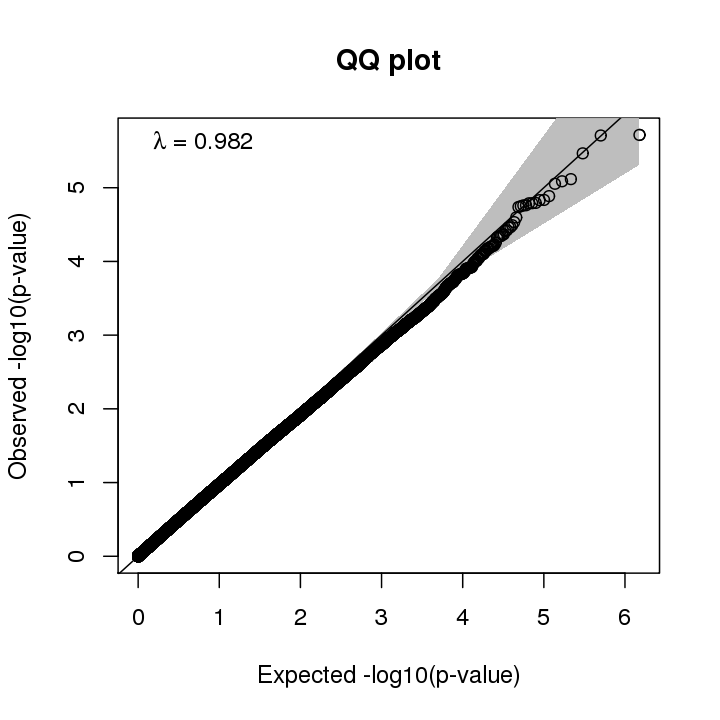 QQ plot
λ = 0.982
Observed -log10(p-value)
5
4
3
2
1
0
0 1 2 3 4 5 6
Expected -log10(p-value)